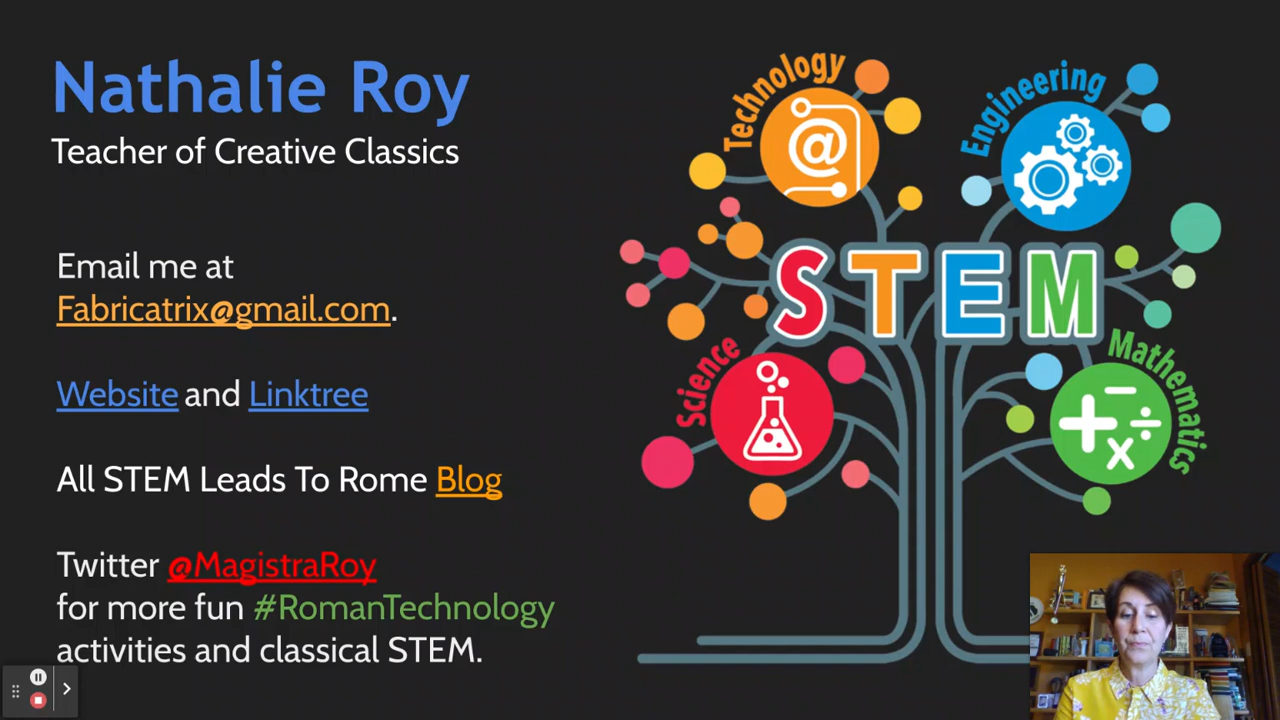 Nathalie Roy
Teacher of Creative Classics
Email me at
Fabricatrix@gmail.com.
Website and Linktree
All STEM Leads To Rome Blog
Twitter @MagistraRoy
for more fun #RomanTechnology
activities and classical STEM.
Technology
@
Engineering
STEM
Science
Mathematics